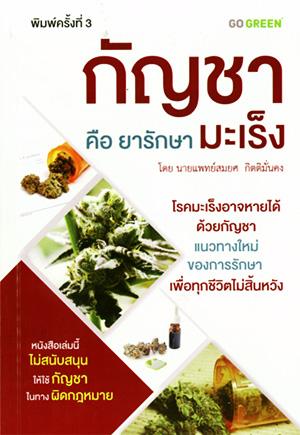 พิมพ์ครั้งที่ 3
GO GREEN
กัญชา
คือ ยารักษา มะเร็ง
โดย นายแพทย์สมยศ กิตติมั่นคง
โรคมะเร็งอาจหายได้
ด้วยกัญชา
แนวทางใหม่
ของการรักษา
เพื่อทุกชีวิตไม่สิ้นหวัง
หนังสือเล่มนี้
ไม่สนับสนุน
ให้ใช้ กัญชา
ในทาง ผิดกฎหมาย